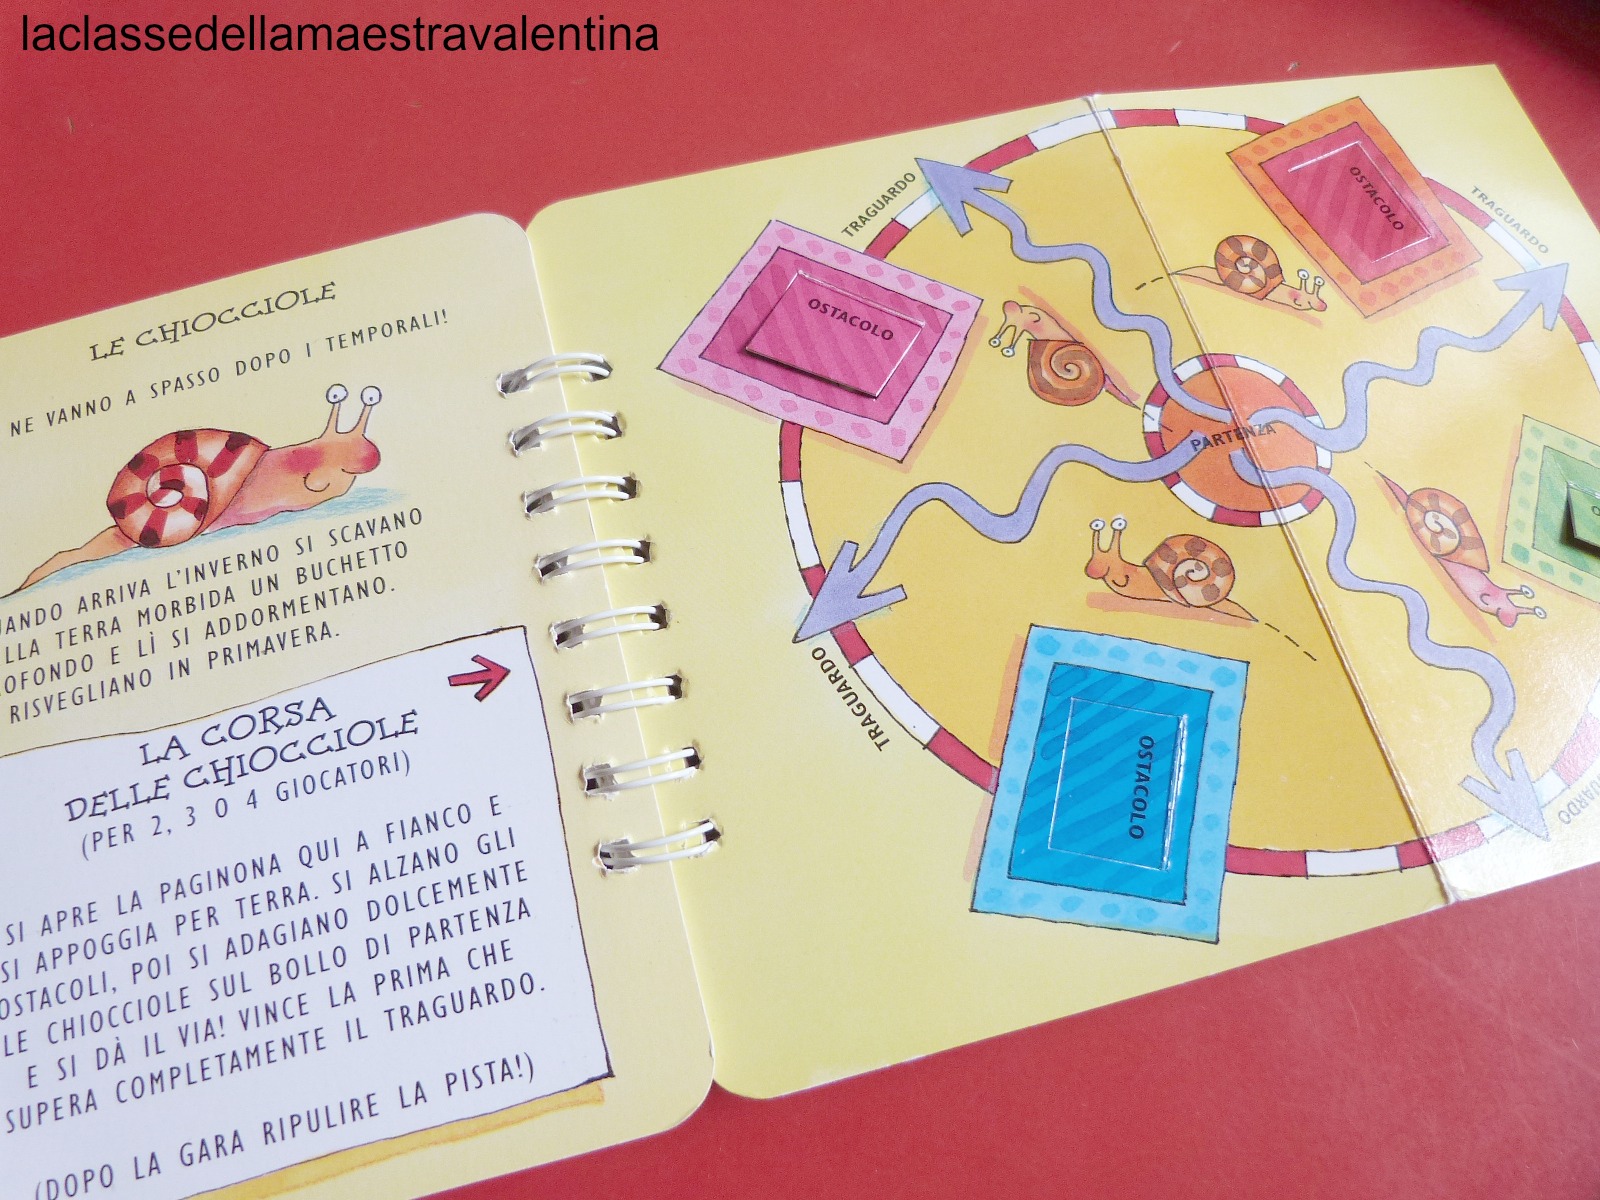 laclassedellamaestravalentina
LE CHIOCCIOLE
NE VANNO A SPASSO DOPO I TEMPORALI!
ARRIVA L'INVERNO SI SCAVANO
TERRA MORBIDA UN BUCHETTO
E LÌ SI ADDORMENTANO.
RISVEGLIANO IN PRIMAVERA.
LA CORSA
DELLE CHIOCCIOLE
(PER 2, 3 O 4 GIOCATORI)
SI APRE LA PAGINONA QUI A FIANCO E
SI APPOGGIA PER TERRA. SI ALZANO GLI
OSTACOLI, POI SI ADAGIANO DOLCEMENTE
LE CHIOCCIOLE SUL BOLLO DI PARTENZA
E SI DÀ IL VIA! VINCE LA PRIMA CHE
SUPERA COMPLETAMENTE IL TRAGUARDO.
(DOPO LA GARA RIPULIRE LA PISTA!)
TRAGUARDO
OSTACOLO
OSTACOLO
TRAGUARDO
PARTENZA
TRAGUARDO
OSTACOLO